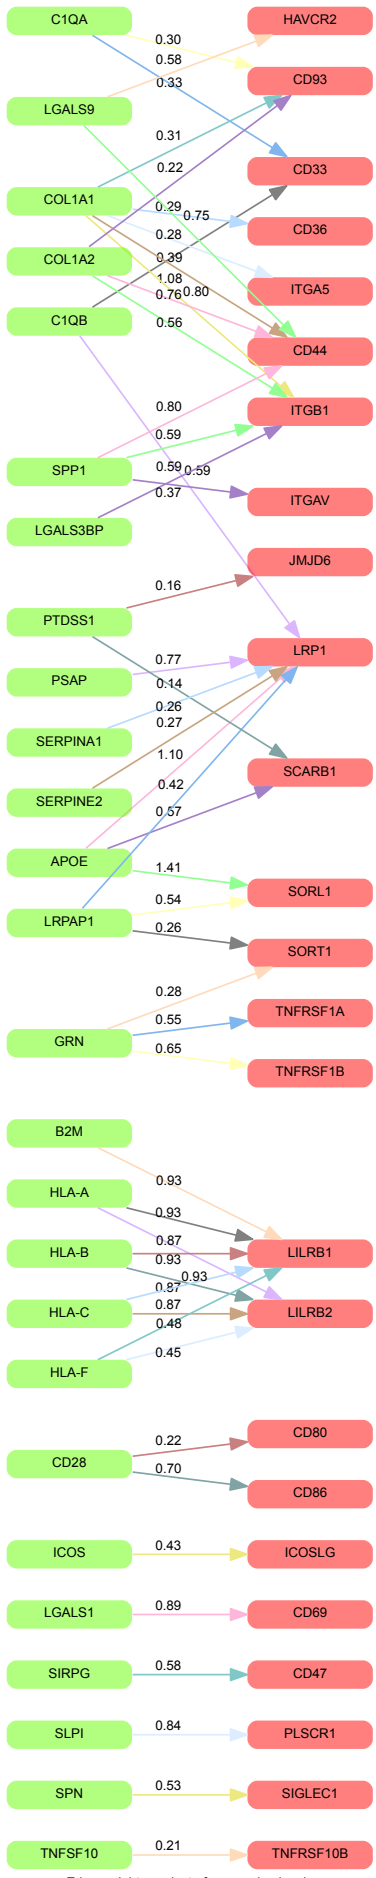 C1QA
HAVCR2
0.30
0.58
CD93
0.33
LGALS9
0.31
CD33
0.22
COL1A1
0.29
0.75
CD36
0.28
COL1A2
0.39
1.08
ITGA5
0.76
0.80
C1QB
0.56
CD44
0.80
ITGB1
0.59
SPP1
0.59
0.59
0.37
ITGAV
LGALS3BP
JMJD6
0.16
PTDSS1
LRP1
0.77
PSAP
0.14
0.26
0.27
SERPINA1
1.10
SCARB1
0.42
SERPINE2
0.67
APOE
1.41
SORL1
0.54
LRPAP1
0.26
SORT1
0.28
TNFRSF1A
0.55
GRN
0.65
TNFRSF1B
B2M
0.93
HLA-A
0.93
0.87
HLA-B
LILRB1
0.93
0.93
0.87
HLA-C
0.87
LILRB2
0.48
0.45
HLA-F
CD80
0.22
CD28
0.70
CD86
ICOS
0.43
ICOSLG
LGALS1
0.89
CD69
SIRPG
0.58
CD47
SLPI
0.84
PLSCR1
SPN
0.53
SIGLEC1
TNFSF10
0.21
TNFRSF10B